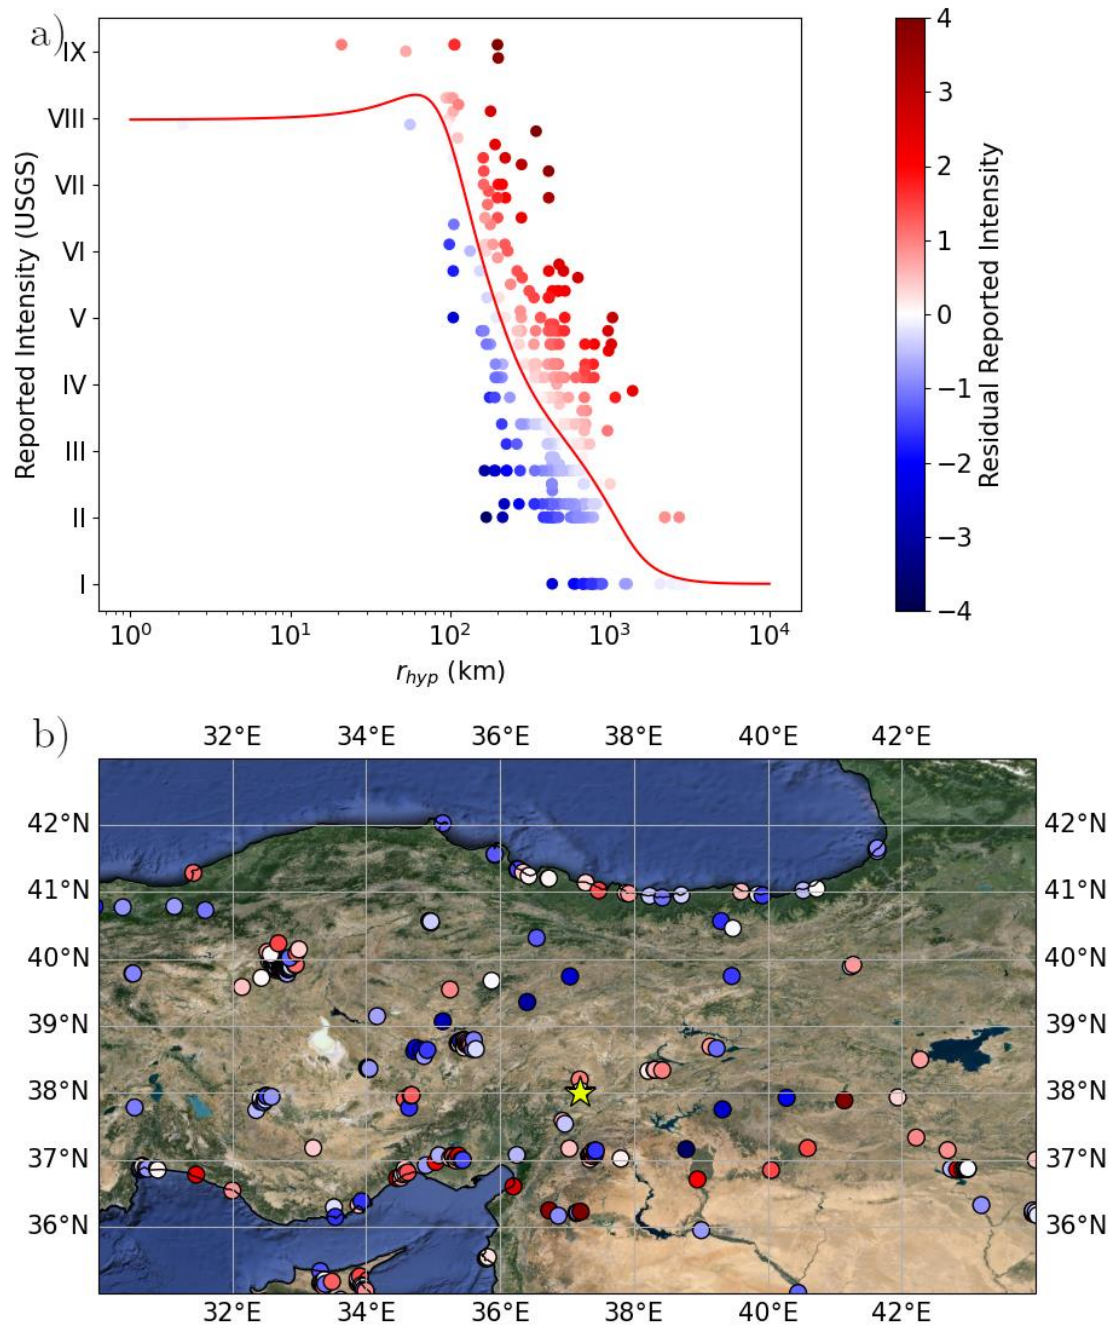 a)
IX
VIII
VII
VI
V
IV
III
II
I
Reported Intensity (USGS)
10⁰ 10¹ 10² 10³ 10⁴
r_hyp (km)
4
3
2
1
0
−1
−2
−3
−4
Residual Reported Intensity
b)
32°E 34°E 36°E 38°E 40°E 42°E
42°N 42°N
41°N 41°N
40°N 40°N
39°N 39°N
38°N 38°N
37°N 37°N
36°N 36°N
32°E 34°E 36°E 38°E 40°E 42°E